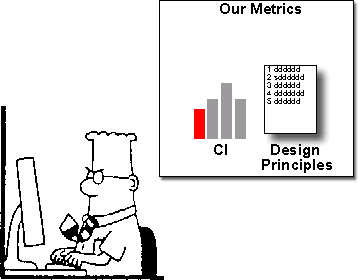 Our Metrics
1 dddddd
2 sdddddd
3 dddddd
4 ddddddd
5 dddddd
CI
Design
Principles